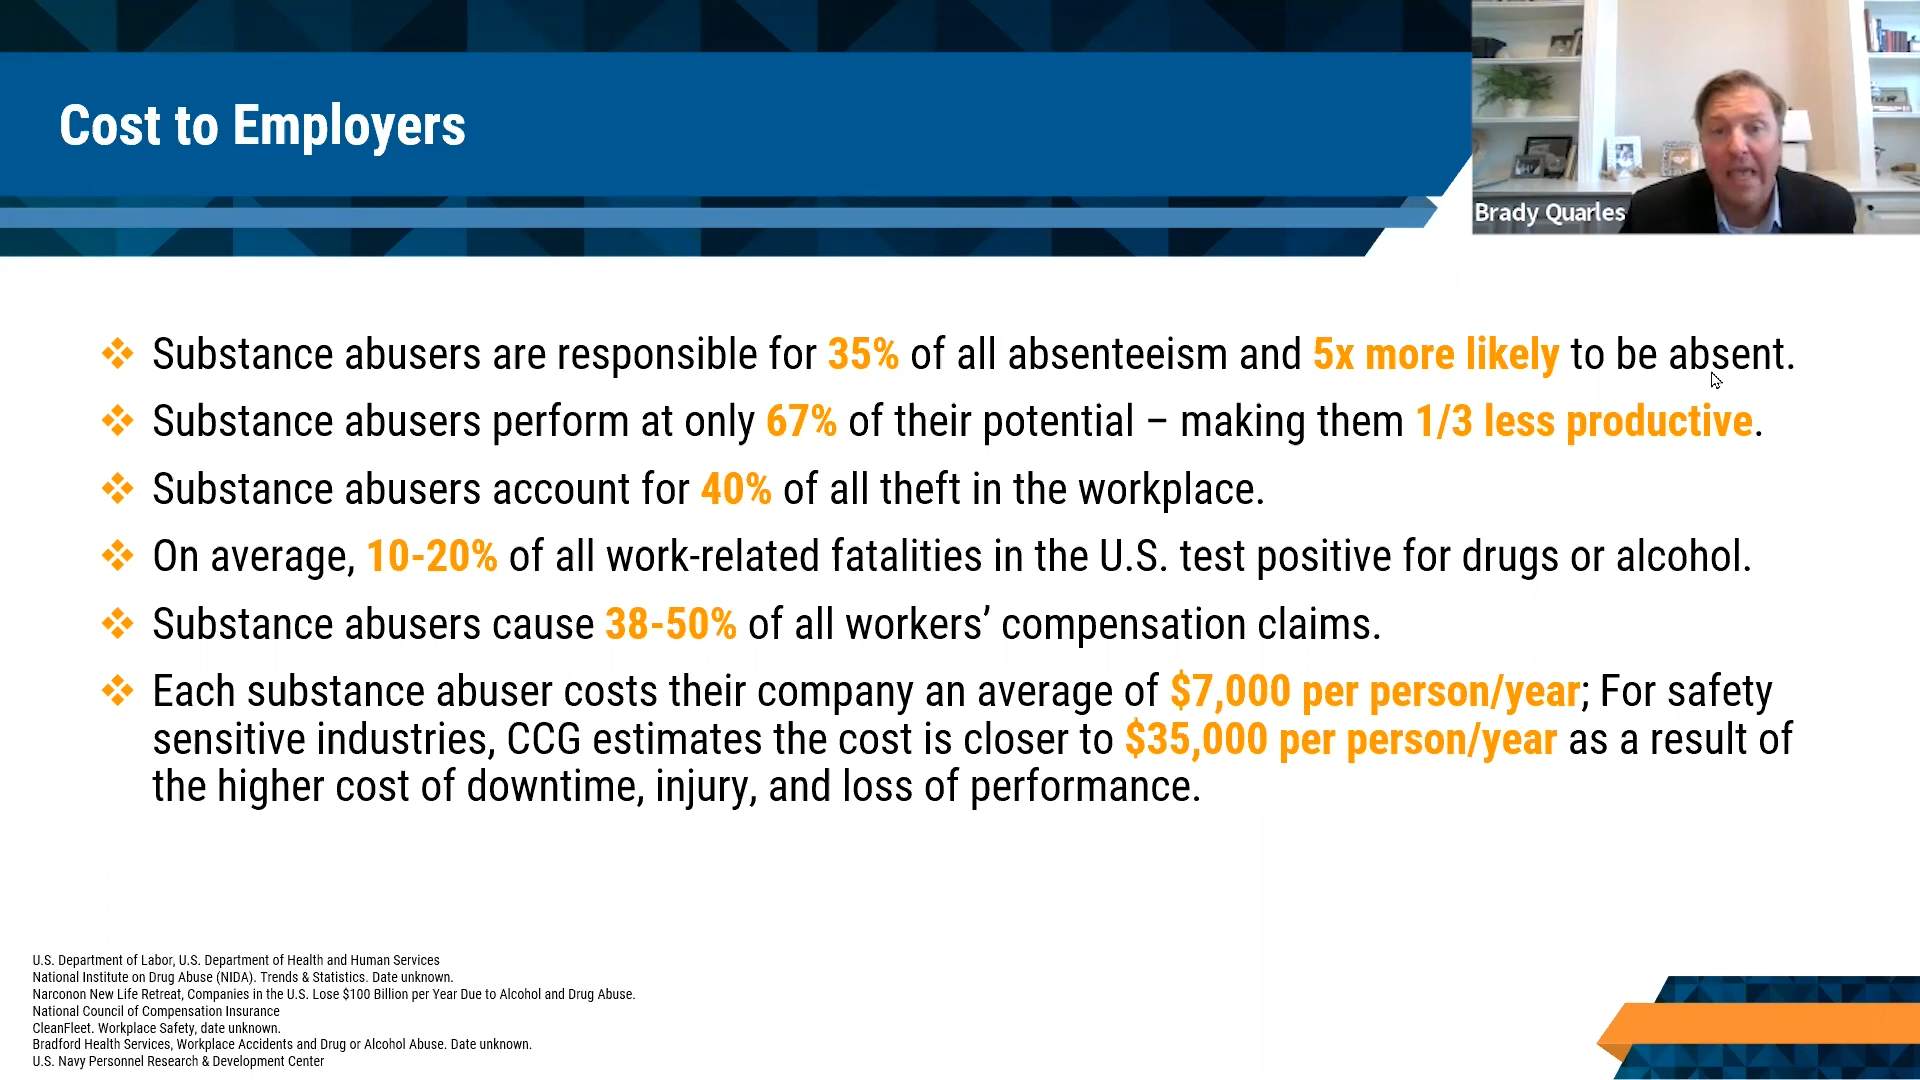 Cost to Employers
Brady Quarles
Substance abusers are responsible for 35% of all absenteeism and 5x more likely to be absent.
Substance abusers perform at only 67% of their potential – making them 1/3 less productive.
Substance abusers account for 40% of all theft in the workplace.
On average, 10-20% of all work-related fatalities in the U.S. test positive for drugs or alcohol.
Substance abusers cause 38-50% of all workers’ compensation claims.
Each substance abuser costs their company an average of $7,000 per person/year; For safety
sensitive industries, CCG estimates the cost is closer to $35,000 per person/year as a result of
the higher cost of downtime, injury, and loss of performance.
U.S. Department of Labor, U.S. Department of Health and Human Services
National Institute on Drug Abuse (NIDA). Trends & Statistics. Date unknown.
Narconon New Life Retreat, Companies in the U.S. Lose $100 Billion per Year Due to Alcohol and Drug Abuse.
National Council of Compensation Insurance
CleanFleet. Workplace Safety, date unknown.
Bradford Health Services, Workplace Accidents and Drug or Alcohol Abuse. Date unknown.
U.S. Navy Personnel Research & Development Center